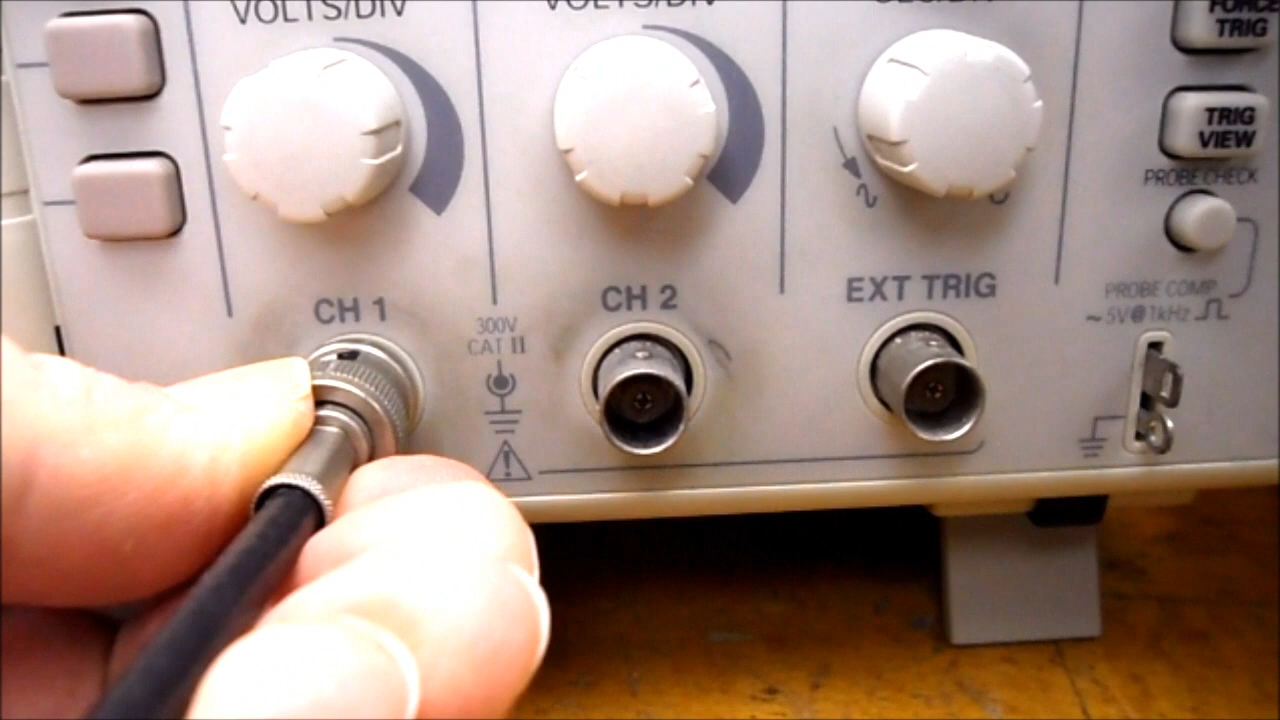 VOLTS/DIV
VOLTS/DIV
FORCE
TRIG
TRIG
VIEW
PROBE CHECK
CH 1
300V
CAT II
CH 2
EXT TRIG
PROBE COMP
~5V@1kHz